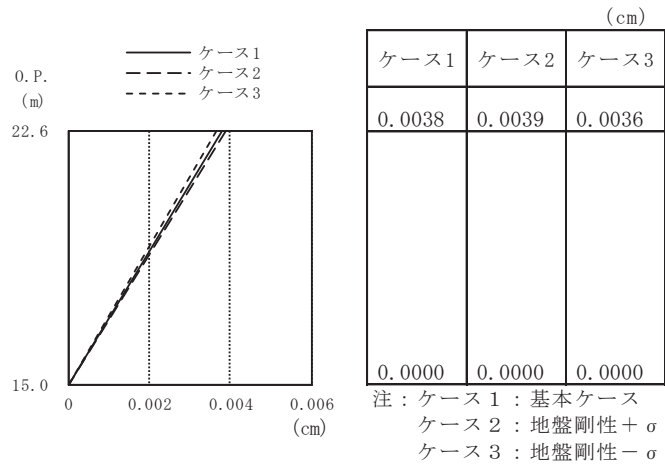 (cm)
ケース1
ケース2
ケース3
O.P.
(m)
22.6
15.0
0 0.002 0.004 0.006
(cm)
ケース1 ケース2 ケース3
0.0038 0.0039 0.0036
0.0000 0.0000 0.0000
注：ケース１：基本ケース
ケース２：地盤剛性＋σ
ケース３：地盤剛性－σ